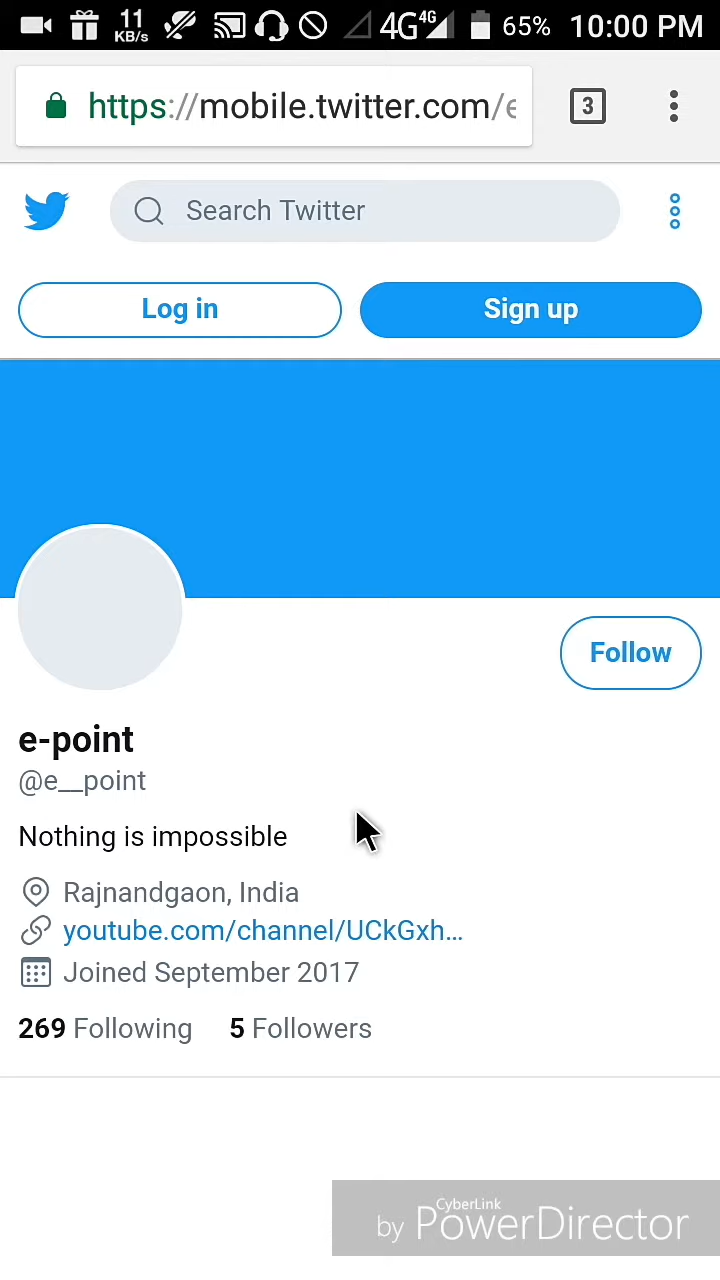 11
KB/s
4G 4G 65% 10:00 PM
https://mobile.twitter.com/e
3
Search Twitter
Log in
Sign up
Follow
e-point
@e__point
Nothing is impossible
Rajnandgaon, India
youtube.com/channel/UCkGxh…
Joined September 2017
269 Following 5 Followers
CyberLink
by PowerDirector